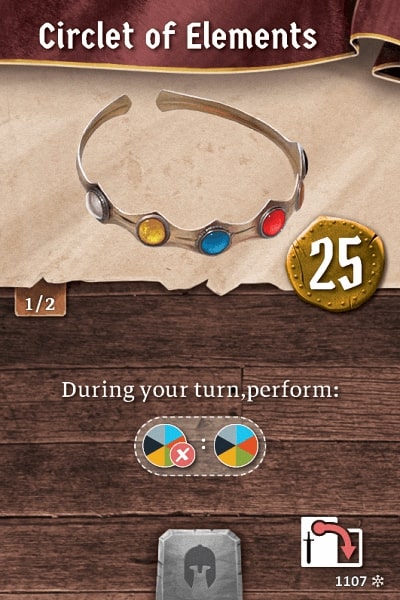 Circlet of Elements
25
1/2
During your turn,perform:
:
1107 ✻